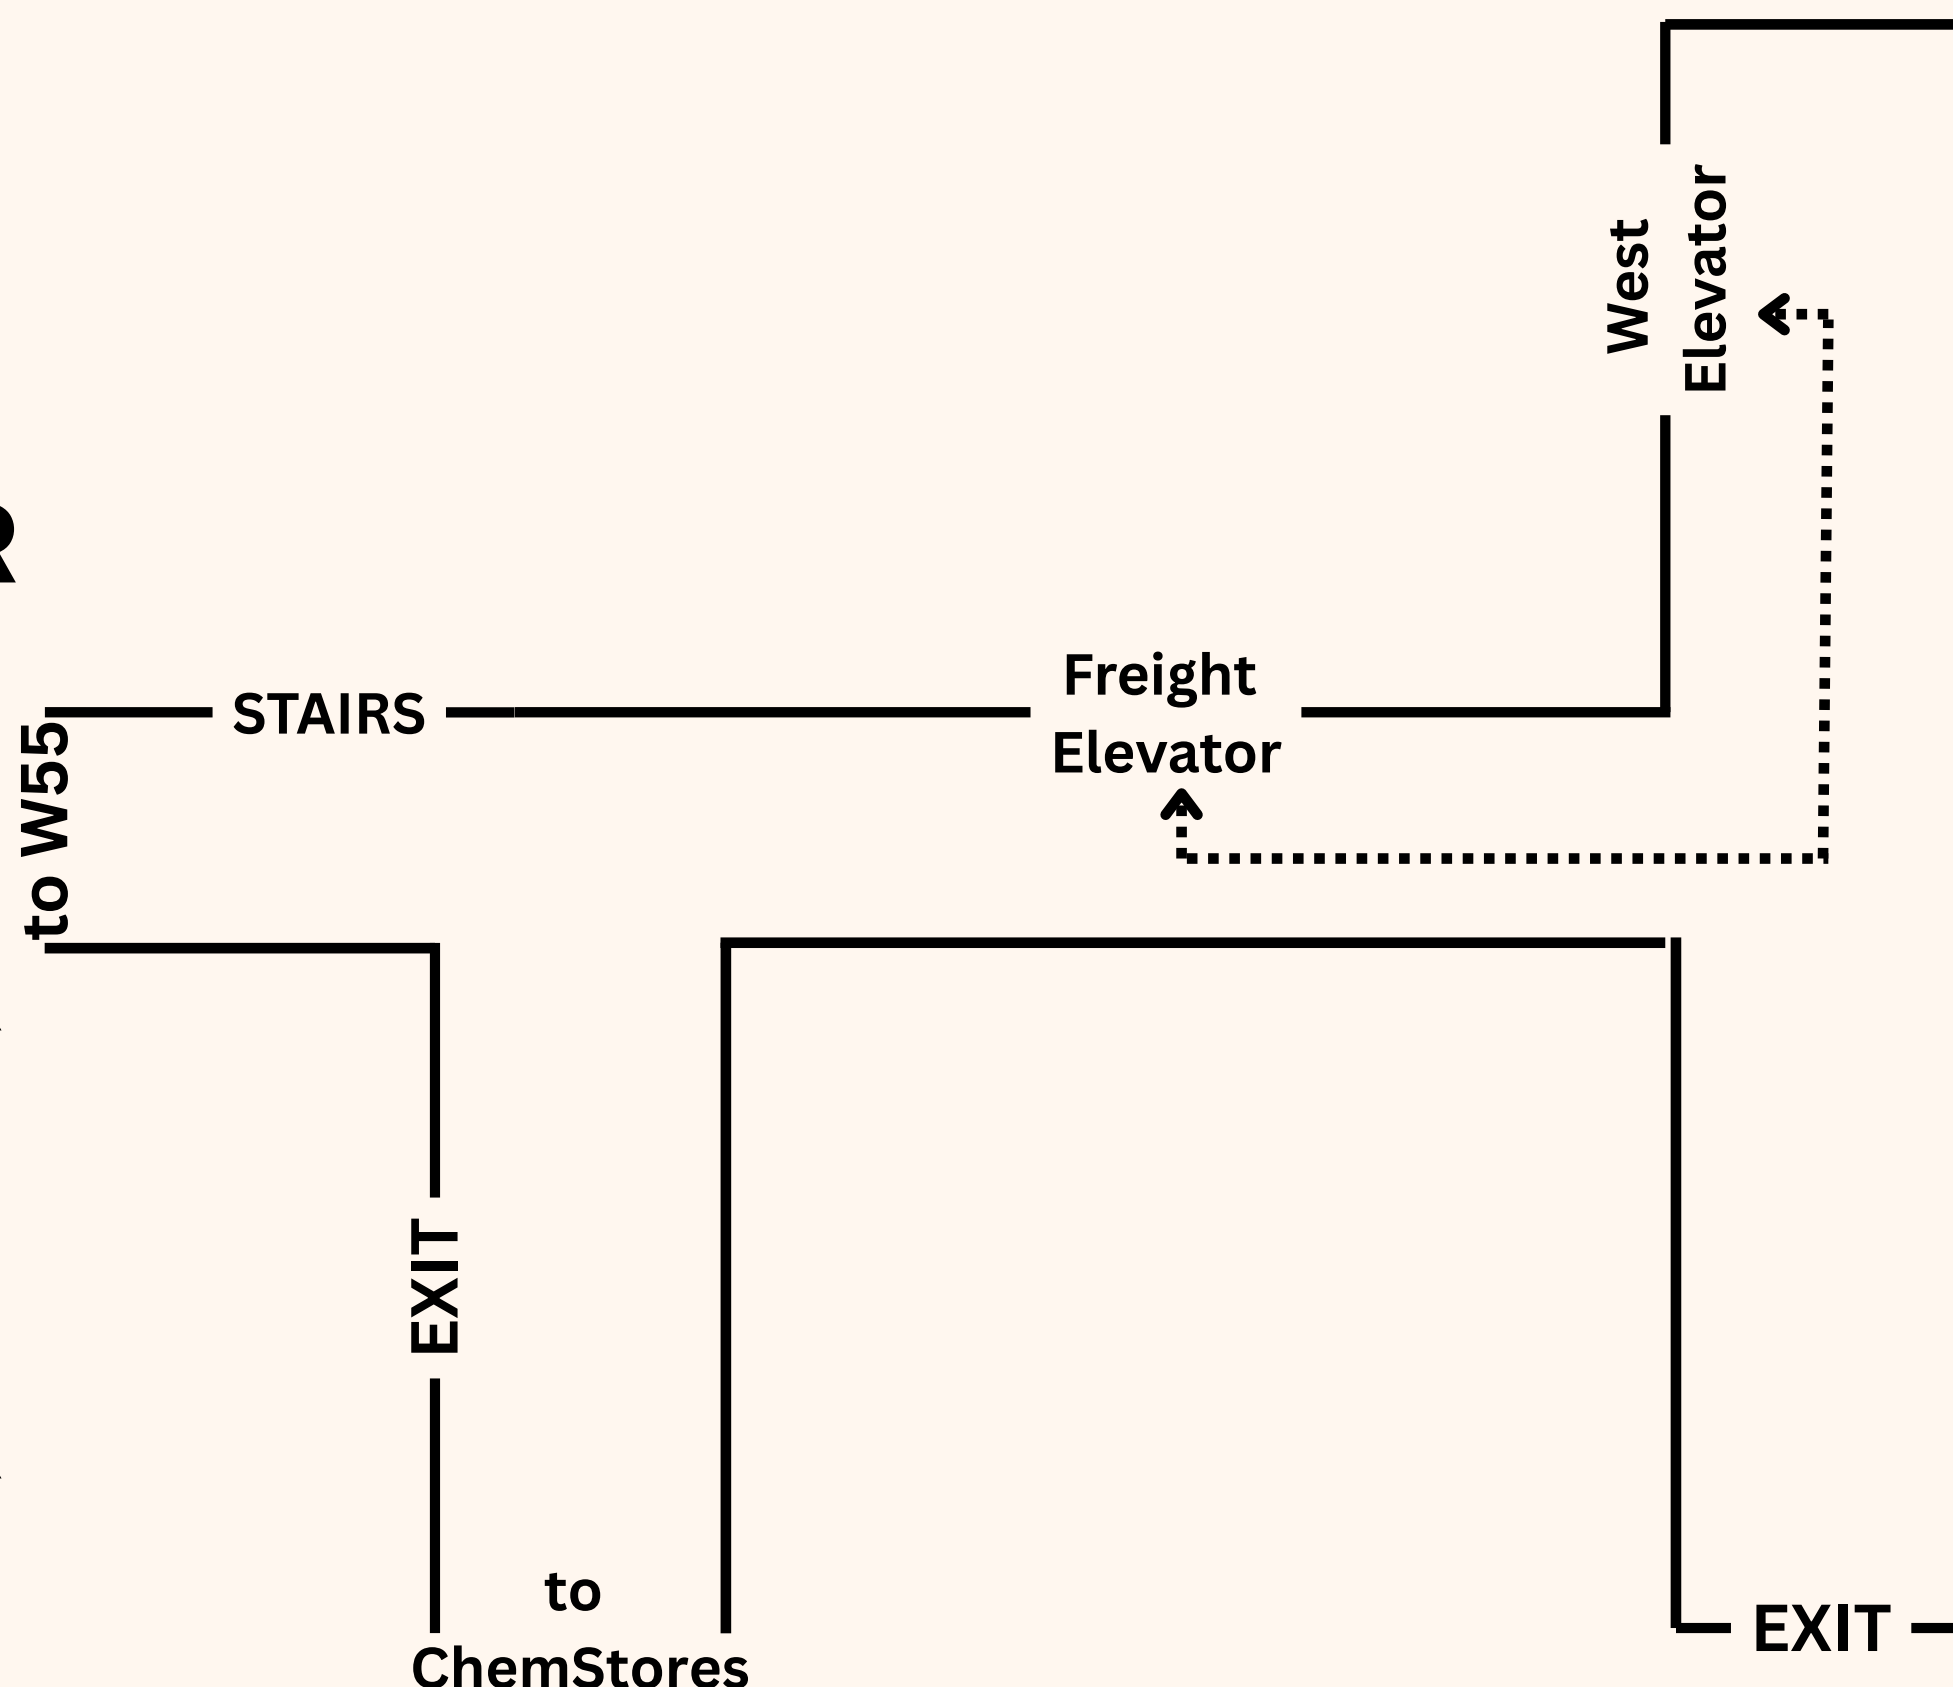 West
Elevator
R
Freight
Elevator
STAIRS
to W55
EXIT
to
ChemStores
EXIT